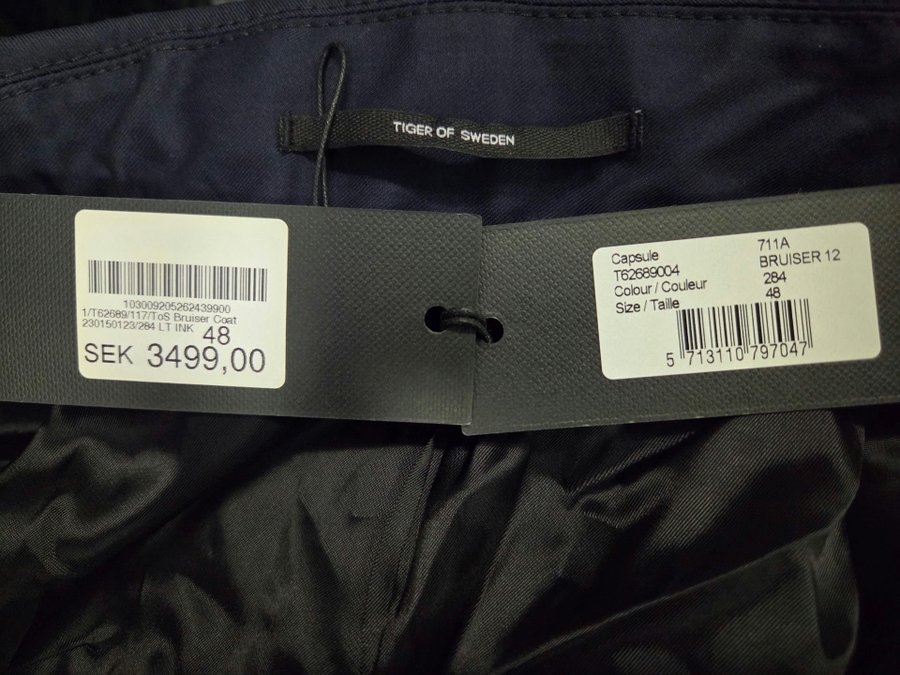 TIGER OF SWEDEN
103009205262439900
1/T62689/117/ToS Bruiser Coat
230150123/284 LT INK 48
SEK 3499,00
Capsule 711A
T62689004 BRUISER 12
Colour / Couleur 284
Size / Taille 48
5 713110 797047